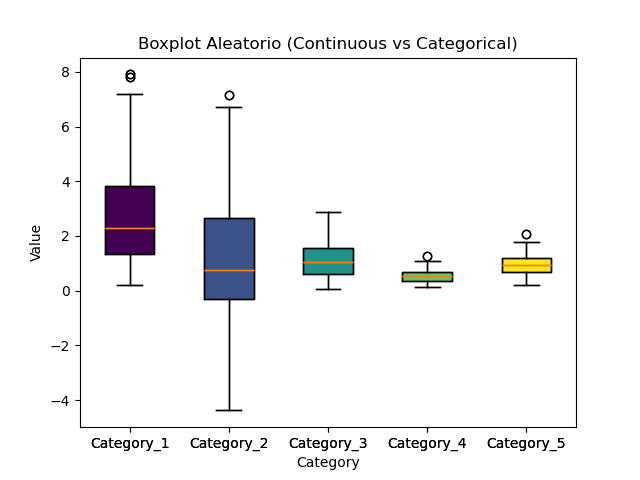 Boxplot Aleatorio (Continuous vs Categorical)
8
6
4
2
0
−2
−4
Value
Category_1 Category_2 Category_3 Category_4 Category_5
Category